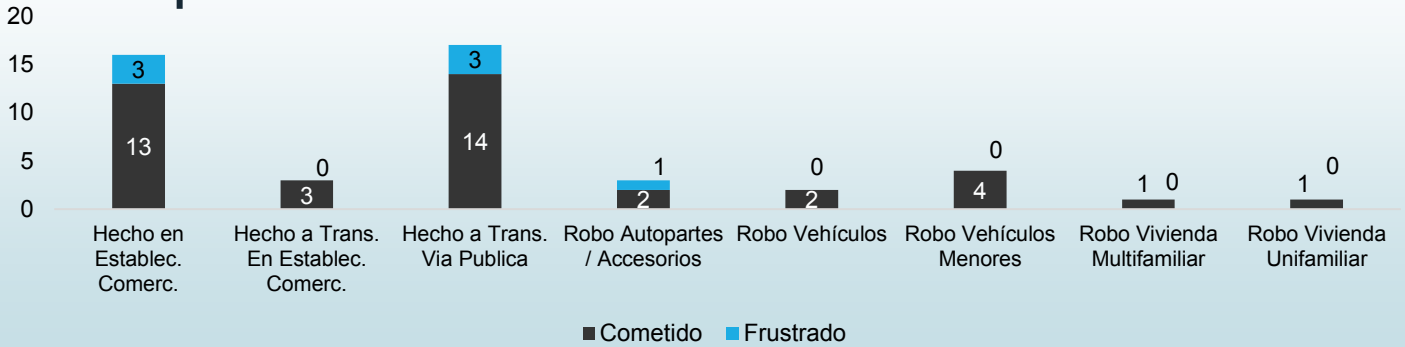 20
15
10
5
0
3
13
0
3
3
14
1
2
0
2
0
4
1 0
1 0
Hecho en
Establec.
Comerc.
Hecho a Trans.
En Establec.
Comerc.
Hecho a Trans.
Via Publica
Robo Autopartes
/ Accesorios
Robo Vehículos
Robo Vehículos
Menores
Robo Vivienda
Multifamiliar
Robo Vivienda
Unifamiliar
Cometido Frustrado